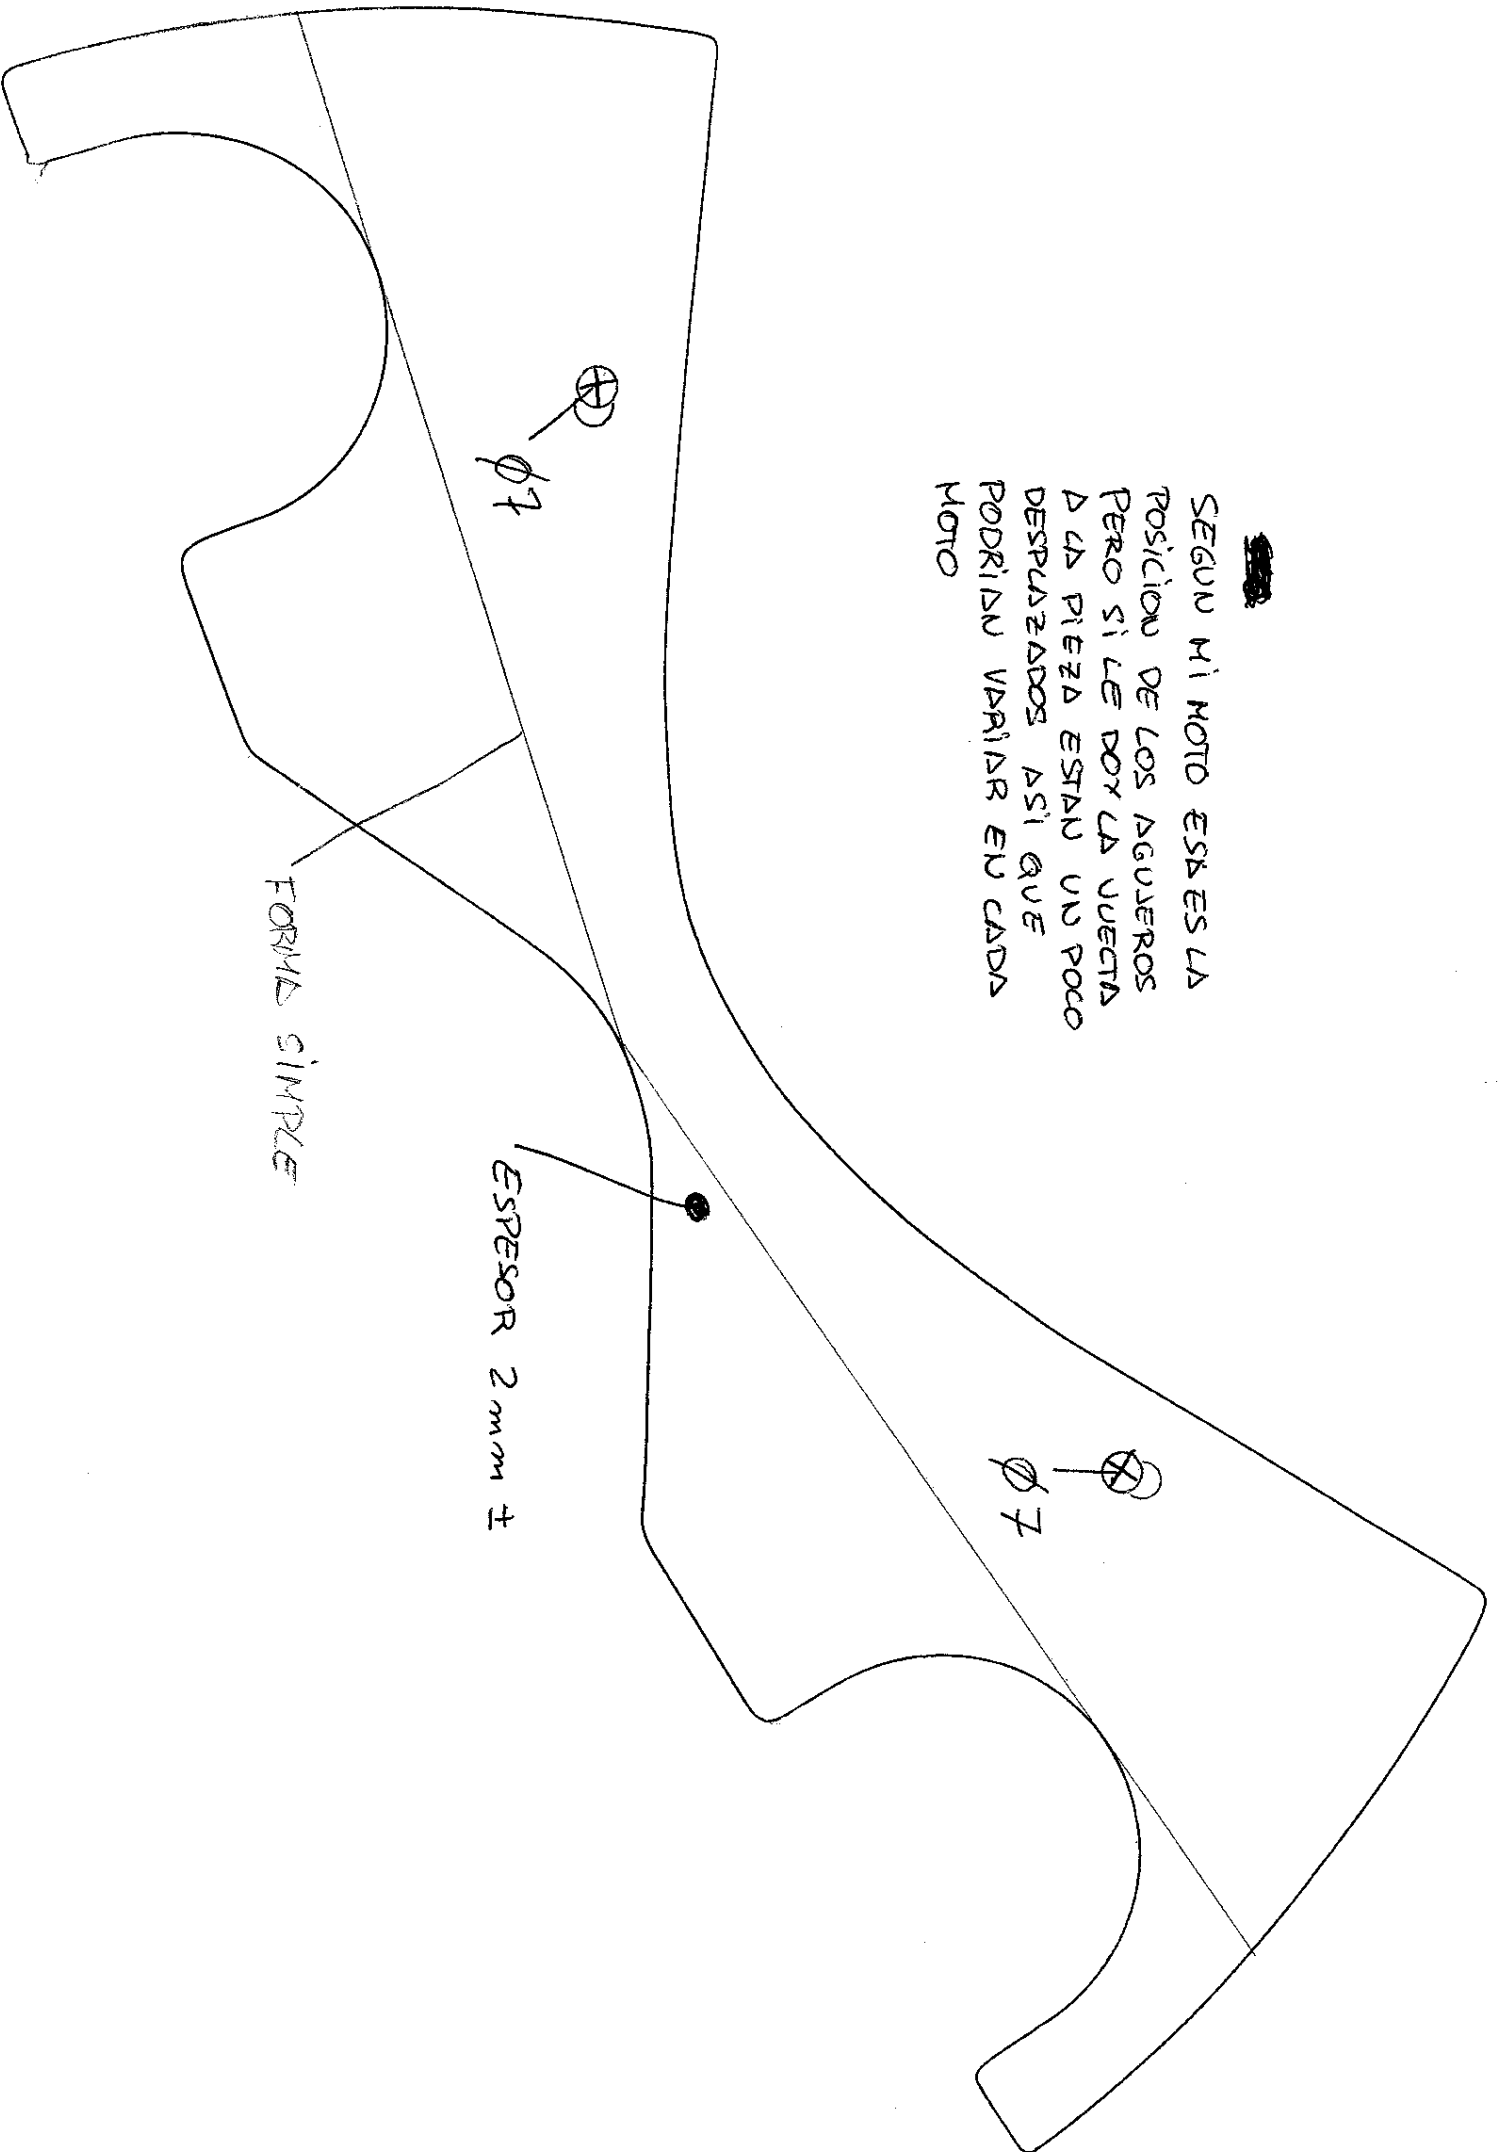 SEGUN MI MOTO ESA ES LA
POSICION DE LOS AGUJEROS
PERO SI LE DOY LA VUELTA
A LA PIEZA ESTAN UN POCO
DESPLAZADOS ASI QUE
PODRIAN VARIAR EN CADA
MOTO
Ø7
Ø7
ESPESOR 2mm ±
FORMA SIMPLE